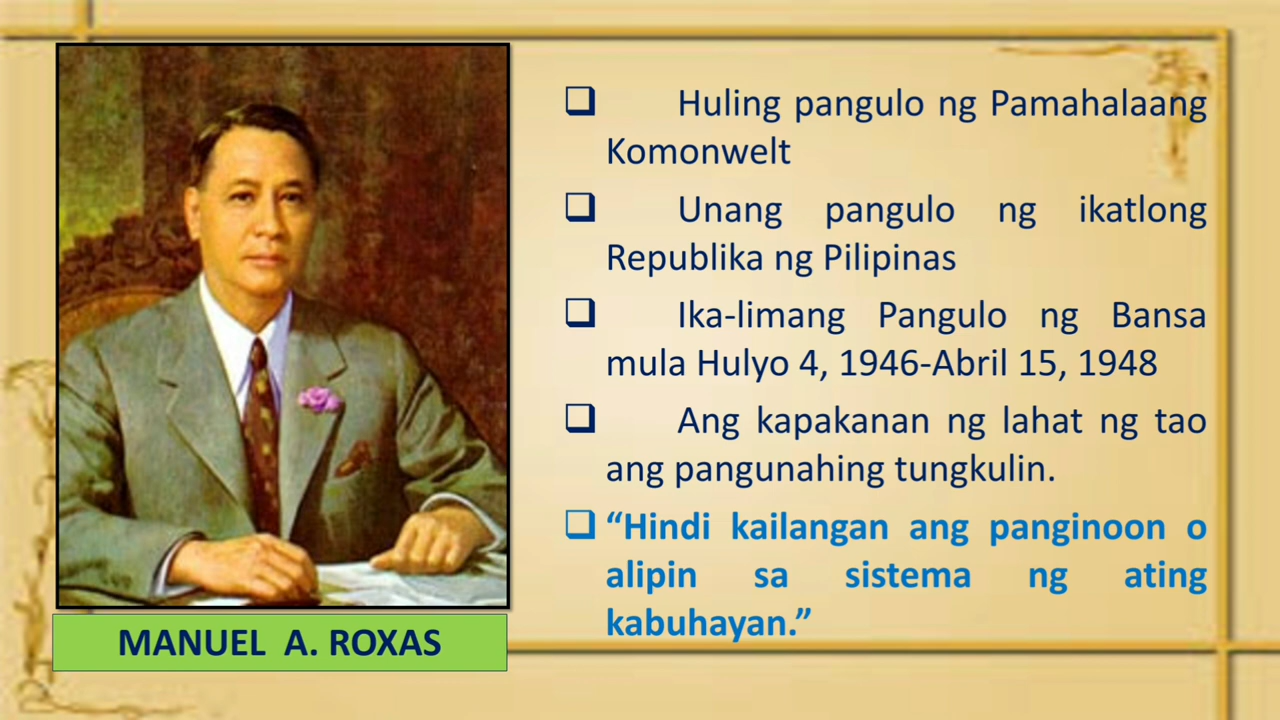 Huling pangulo ng Pamahalaang
Komonwelt
Unang pangulo ng ikatlong
Republika ng Pilipinas
Ika-limang Pangulo ng Bansa
mula Hulyo 4, 1946-Abril 15, 1948
Ang kapakanan ng lahat ng tao
ang pangunahing tungkulin.
“Hindi kailangan ang panginoon o
alipin sa sistema ng ating
kabuhayan.”
MANUEL A. ROXAS